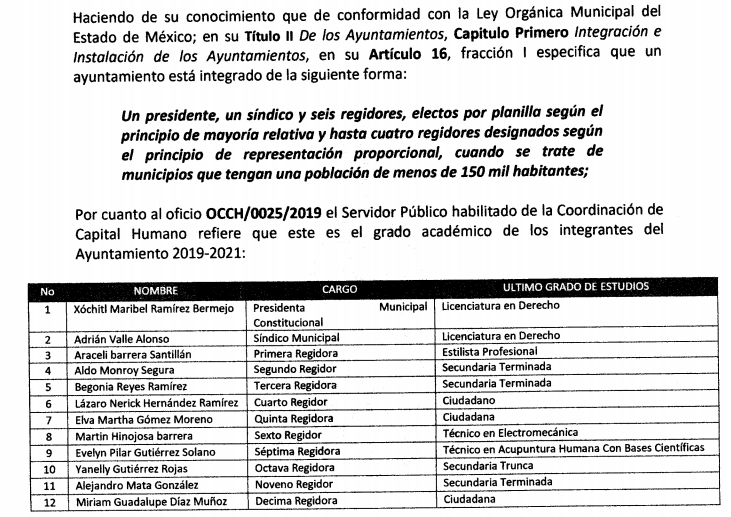 Haciendo de su conocimiento que de conformidad con la Ley Orgánica Municipal del
Estado de México; en su Título II De los Ayuntamientos, Capitulo Primero Integración e
Instalación de los Ayuntamientos, en su Artículo 16, fracción I especifica que un
ayuntamiento está integrado de la siguiente forma:
Un presidente, un síndico y seis regidores, electos por planilla según el
principio de mayoría relativa y hasta cuatro regidores designados según
el principio de representación proporcional, cuando se trate de
municipios que tengan una población de menos de 150 mil habitantes;
Por cuanto al oficio OCCH/0025/2019 el Servidor Público habilitado de la Coordinación de
Capital Humano refiere que este es el grado académico de los integrantes del
Ayuntamiento 2019-2021:
No NOMBRE CARGO ULTIMO GRADO DE ESTUDIOS
1 Xóchitl Maribel Ramírez Bermejo Presidenta Municipal Licenciatura en Derecho
Constitucional
2 Adrián Valle Alonso Síndico Municipal Licenciatura en Derecho
3 Araceli barrera Santillán Primera Regidora Estilista Profesional
4 Aldo Monroy Segura Segundo Regidor Secundaria Terminada
5 Begonia Reyes Ramírez Tercera Regidora Secundaria Terminada
6 Lázaro Nerick Hernández Ramírez Cuarto Regidor Ciudadano
7 Elva Martha Gómez Moreno Quinta Regidora Ciudadana
8 Martin Hinojosa barrera Sexto Regidor Técnico en Electromecánica
9 Evelyn Pilar Gutiérrez Solano Séptima Regidora Técnico en Acupuntura Humana Con Bases Científicas
10 Yanelly Gutiérrez Rojas Octava Regidora Secundaria Trunca
11 Alejandro Mata González Noveno Regidor Secundaria Terminada
12 Miriam Guadalupe Díaz Muñoz Decima Regidora Ciudadana